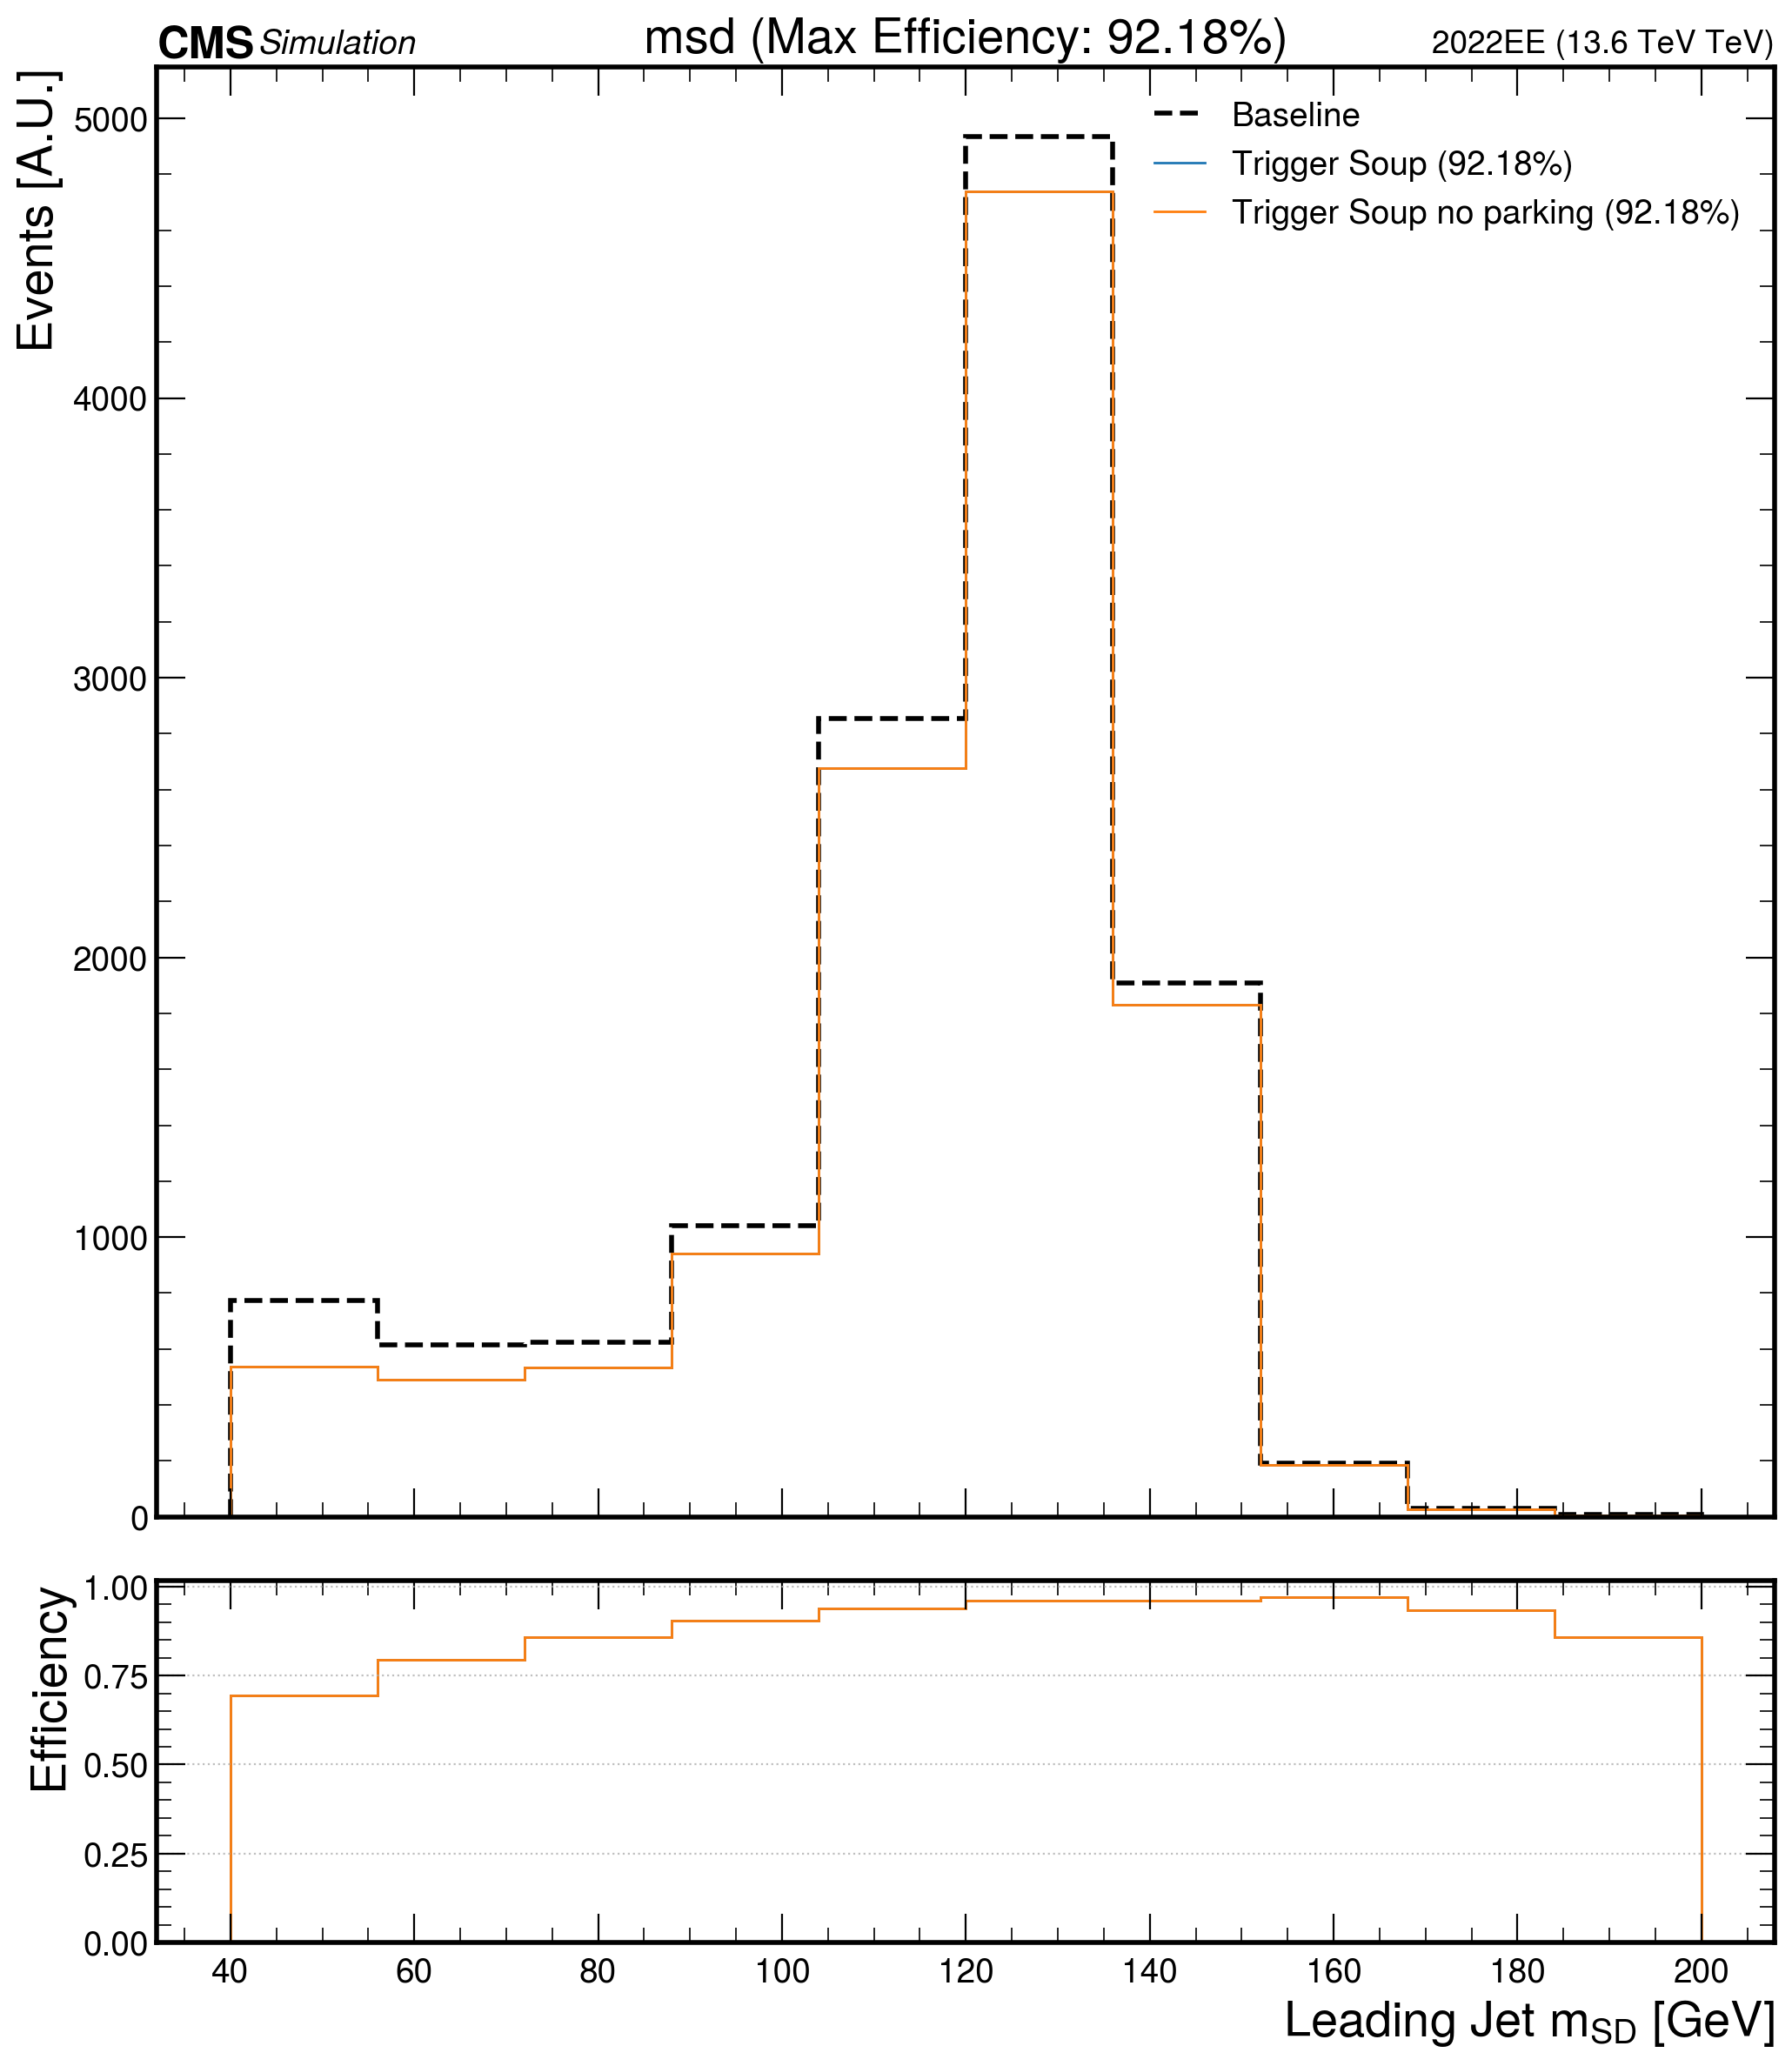 CMS Simulation msd (Max Efficiency: 92.18%) 2022EE (13.6 TeV TeV)
Events [A.U.]
5000
4000
3000
2000
1000
0
Baseline
Trigger Soup (92.18%)
Trigger Soup no parking (92.18%)
Efficiency
1.00
0.75
0.50
0.25
0.00
40 60 80 100 120 140 160 180 200
Leading Jet mSD [GeV]